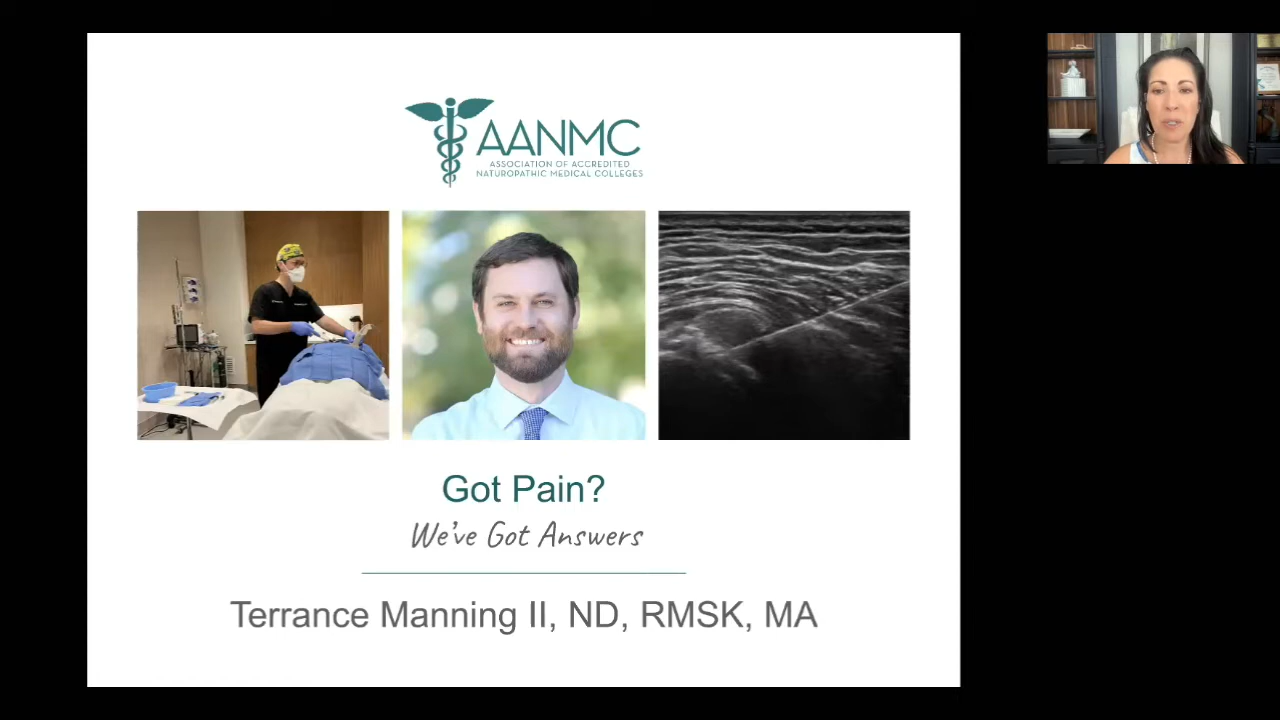 AANMC
ASSOCIATION OF ACCREDITED
NATUROPATHIC MEDICAL COLLEGES
Got Pain?
We've Got Answers
Terrance Manning II, ND, RMSK, MA